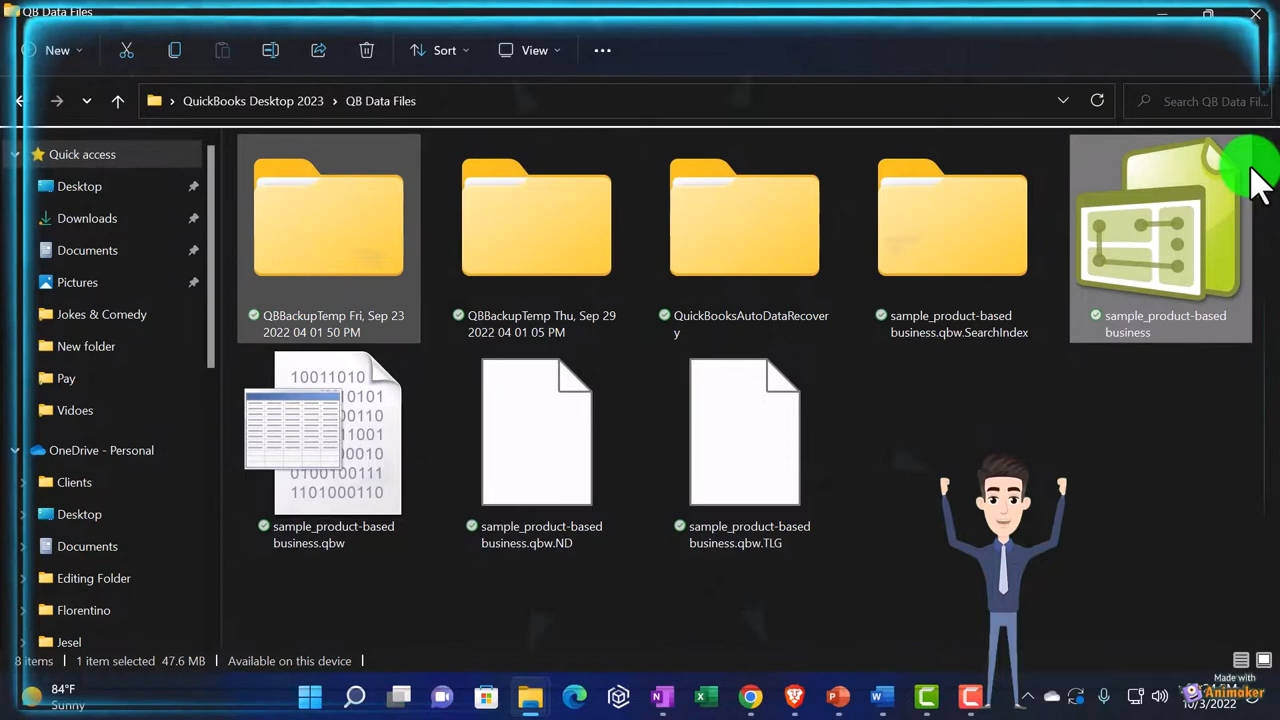 QB Data Files
New
Sort
View
QuickBooks Desktop 2023 > QB Data Files
Search QB Data Fil...
Quick access
Desktop
Downloads
Documents
Pictures
Jokes & Comedy
New folder
Pay
Vidoes
OneDrive - Personal
Clients
Desktop
Documents
Editing Folder
Florentino
Jesel
QBBackupTemp Fri, Sep 23
2022 04 01 50 PM
QBBackupTemp Thu, Sep 29
2022 04 01 05 PM
QuickBooksAutoDataRecover
y
sample_product-based
business.qbw.SearchIndex
sample_product-based
business
10011010
0101
00110
11001
00010
0100100111
1101000110
sample_product-based
business.qbw
sample_product-based
business.qbw.ND
sample_product-based
business.qbw.TLG
8 items
1 item selected 47.6 MB
Available on this device
84°F
Sunny
10/3/2022
Made with
Animaker